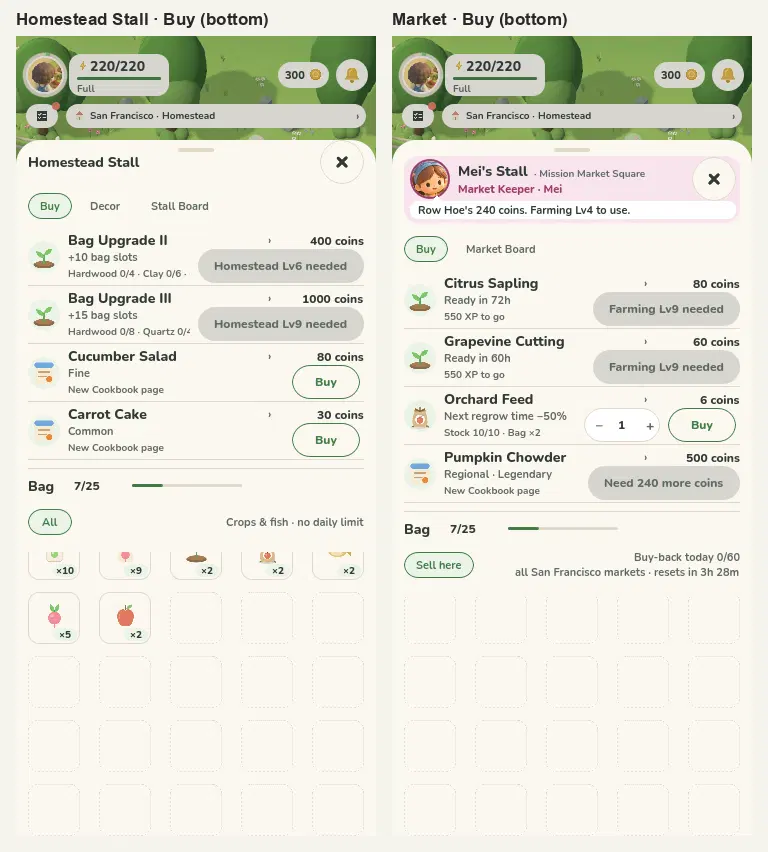 Homestead Stall · Buy (bottom)
220/220
Full
300
San Francisco · Homestead ›
Homestead Stall
Buy Decor Stall Board
Bag Upgrade II › 400 coins
+10 bag slots
Hardwood 0/4 · Clay 0/6 ·
Homestead Lv6 needed
Bag Upgrade III › 1000 coins
+15 bag slots
Hardwood 0/8 · Quartz 0/4
Homestead Lv9 needed
Cucumber Salad › 80 coins
Fine
New Cookbook page
Buy
Carrot Cake › 30 coins
Common
New Cookbook page
Buy
Bag 7/25
All Crops & fish · no daily limit
×10 ×9 ×2 ×2 ×2
×5 ×2
Market · Buy (bottom)
220/220
Full
300
San Francisco · Homestead ›
Mei's Stall · Mission Market Square
Market Keeper · Mei
Row Hoe's 240 coins. Farming Lv4 to use.
Buy Market Board
Citrus Sapling › 80 coins
Ready in 72h
550 XP to go
Farming Lv9 needed
Grapevine Cutting › 60 coins
Ready in 60h
550 XP to go
Farming Lv9 needed
Orchard Feed › 6 coins
Next regrow time −50%
Stock 10/10 · Bag ×2
− 1 + Buy
Pumpkin Chowder › 500 coins
Regional · Legendary
New Cookbook page
Need 240 more coins
Bag 7/25
Sell here
Buy-back today 0/60
all San Francisco markets · resets in 3h 28m